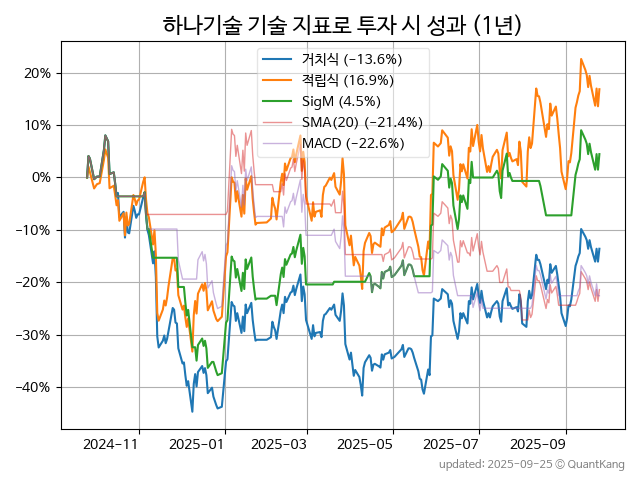 하나기술 기술 지표로 투자 시 성과 (1년)
거치식 (−13.6%)
적립식 (16.9%)
SigM (4.5%)
SMA(20) (−21.4%)
MACD (−22.6%)
20%
10%
0%
−10%
−20%
−30%
−40%
2024−11
2025−01
2025−03
2025−05
2025−07
2025−09
updated: 2025−09−25 ⓒ QuantKang